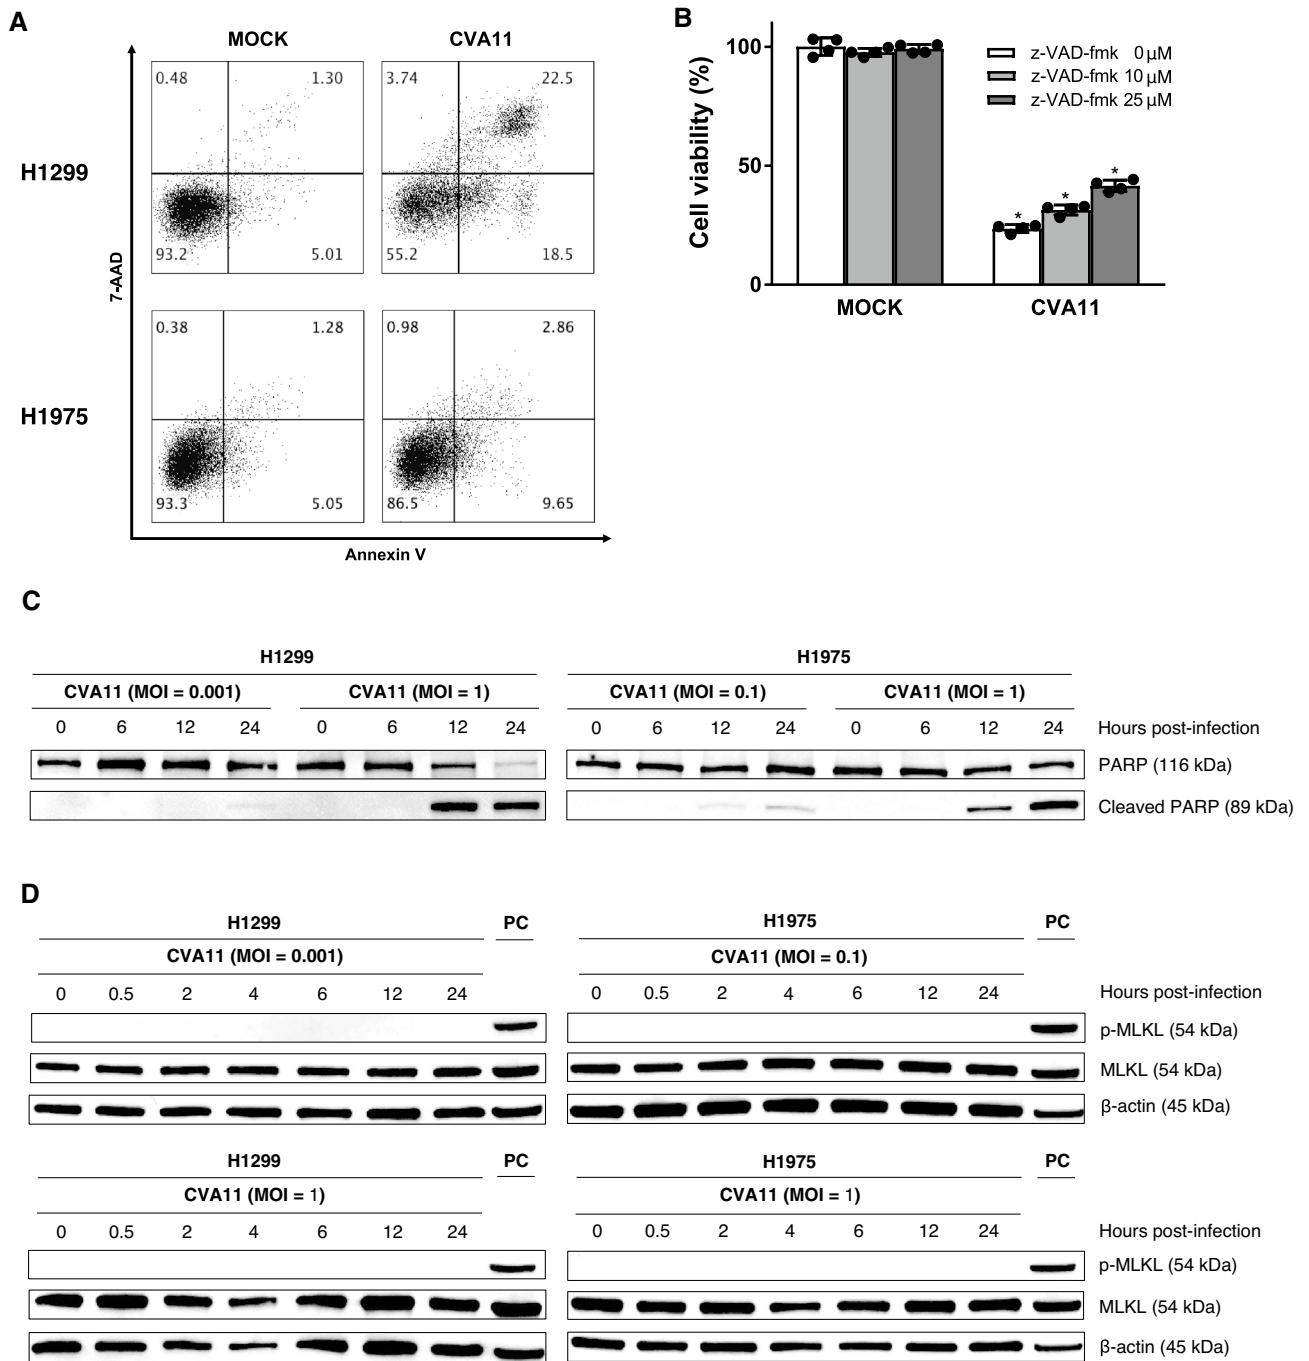 A
MOCK CVA11
H1299
0.48 1.30 3.74 22.5
93.2 5.01 55.2 18.5
H1975
0.38 1.28 0.98 2.86
93.3 5.05 86.5 9.65
7-AAD
Annexin V
B
Cell viability (%)
100
50
0
z-VAD-fmk 0 μM
z-VAD-fmk 10 μM
z-VAD-fmk 25 μM
* * *
MOCK CVA11
C
H1299 H1975
CVA11 (MOI = 0.001) CVA11 (MOI = 1) CVA11 (MOI = 0.1) CVA11 (MOI = 1)
0 6 12 24 0 6 12 24 0 6 12 24 0 6 12 24 Hours post-infection
PARP (116 kDa)
Cleaved PARP (89 kDa)
D
H1299 PC H1975 PC
CVA11 (MOI = 0.001) CVA11 (MOI = 0.1)
0 0.5 2 4 6 12 24 0 0.5 2 4 6 12 24 Hours post-infection
p-MLKL (54 kDa)
MLKL (54 kDa)
β-actin (45 kDa)
H1299 PC H1975 PC
CVA11 (MOI = 1) CVA11 (MOI = 1)
0 0.5 2 4 6 12 24 0 0.5 2 4 6 12 24 Hours post-infection
p-MLKL (54 kDa)
MLKL (54 kDa)
β-actin (45 kDa)